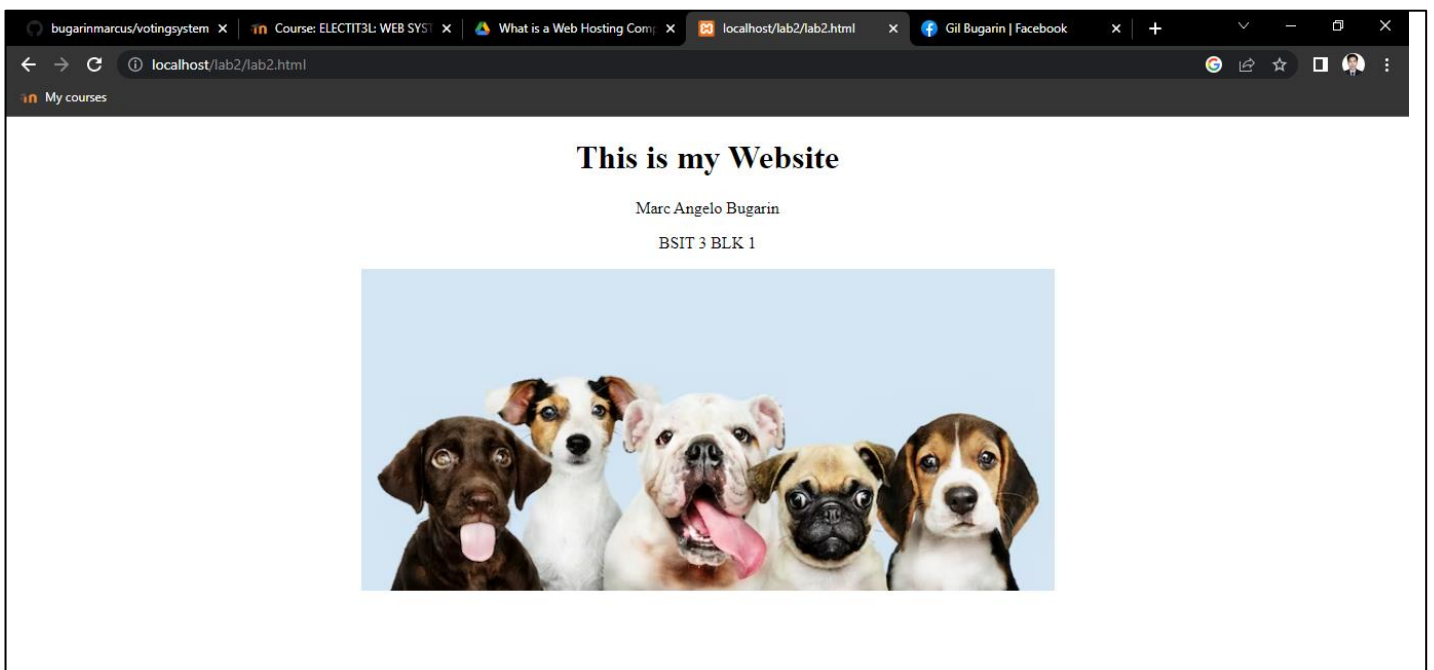 bugarinmarcus/votingsystem
Course: ELECTIT3L: WEB SYST
What is a Web Hosting Comp
localhost/lab2/lab2.html
Gil Bugarin | Facebook
localhost/lab2/lab2.html
My courses
This is my Website
Marc Angelo Bugarin
BSIT 3 BLK 1